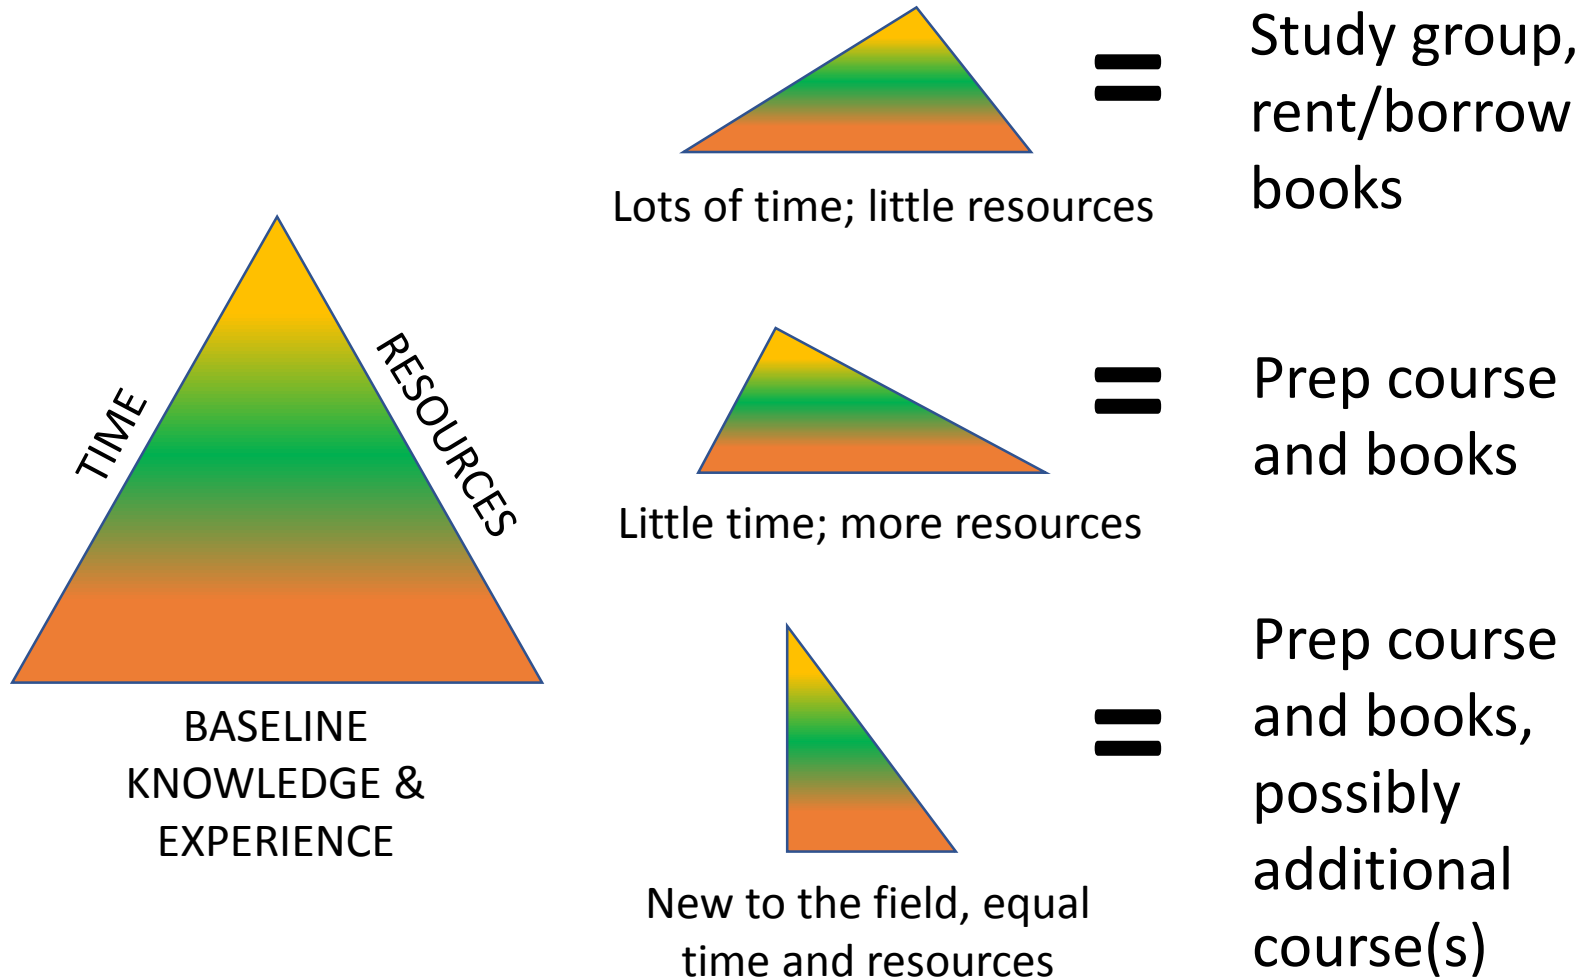 TIME
RESOURCES
BASELINE
KNOWLEDGE &
EXPERIENCE
=
Study group,
rent/borrow
books
Lots of time; little resources
=
Prep course
and books
Little time; more resources
=
Prep course
and books,
possibly
additional
course(s)
New to the field, equal
time and resources